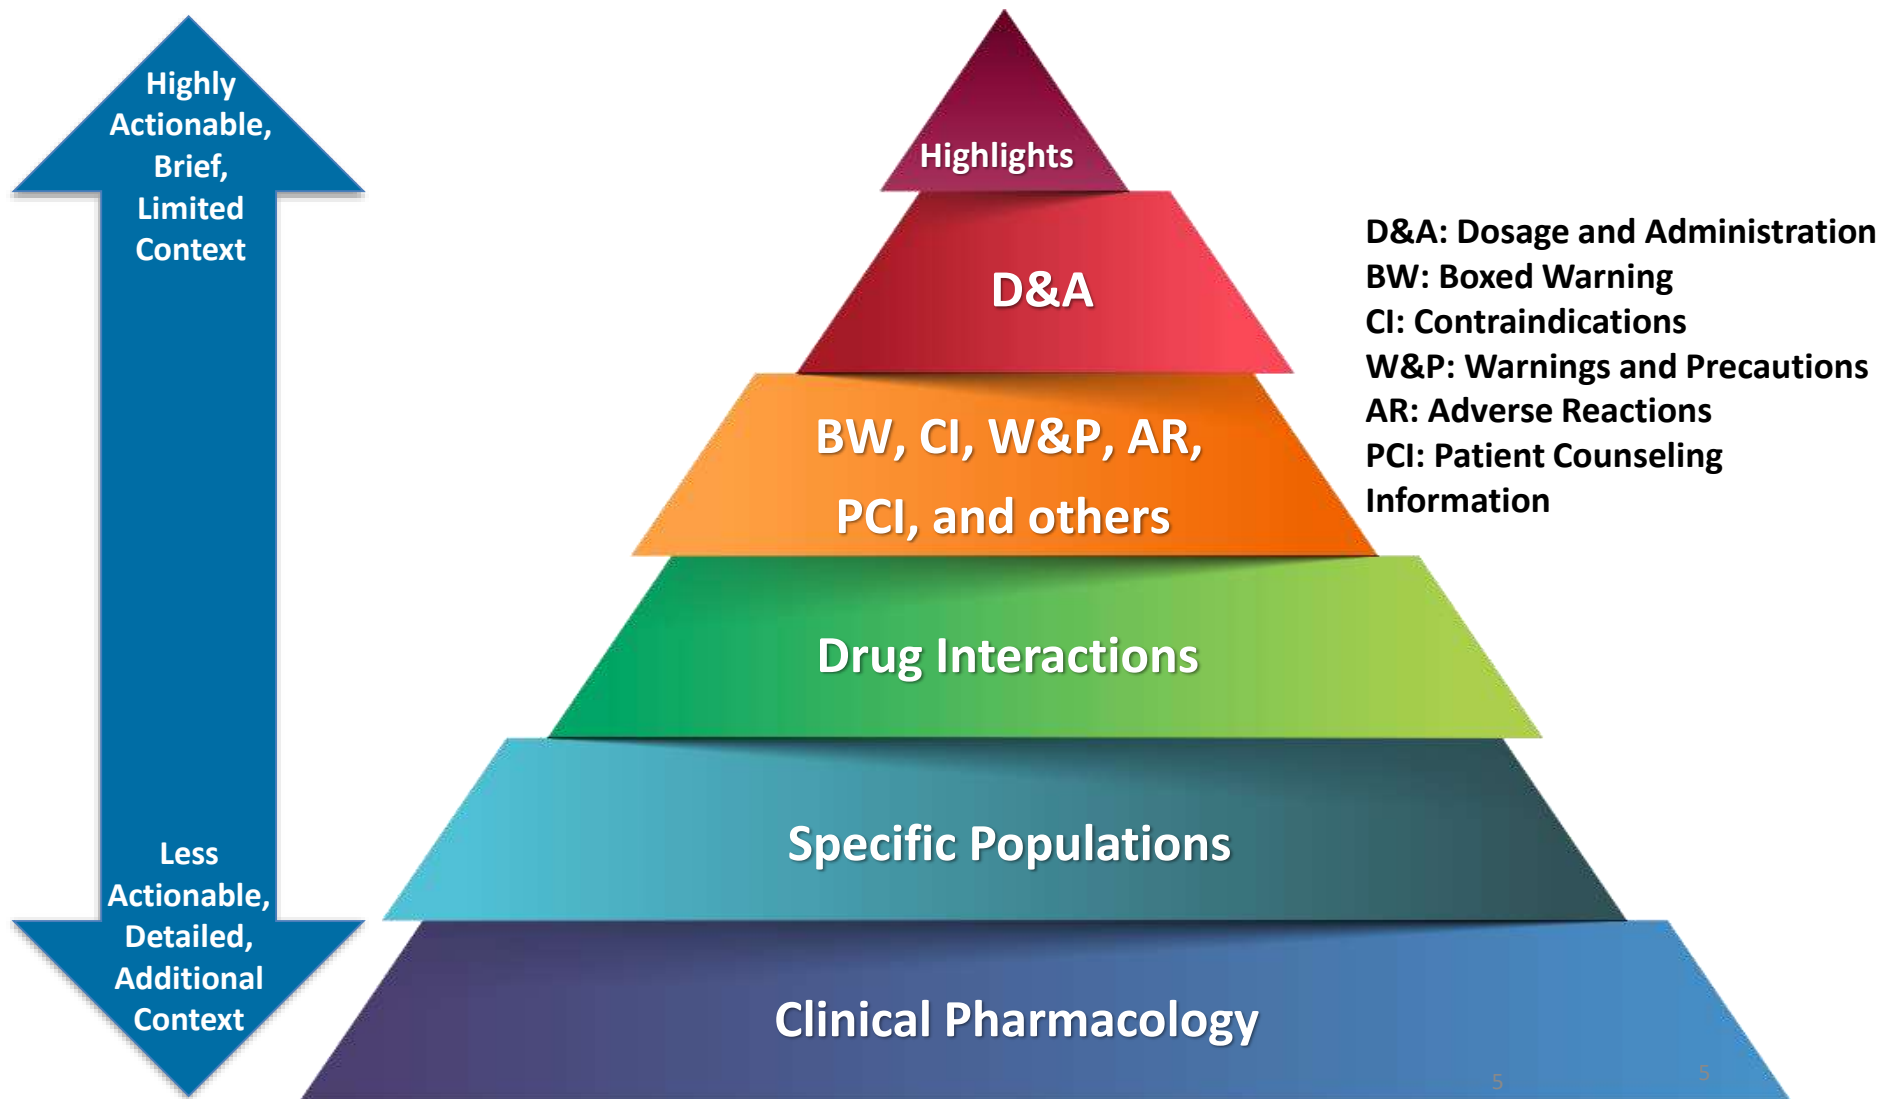 Highly
Actionable,
Brief,
Limited
Context
Less
Actionable,
Detailed,
Additional
Context
Highlights
D&A
BW, CI, W&P, AR,
PCI, and others
Drug Interactions
Specific Populations
Clinical Pharmacology
D&A: Dosage and Administration
BW: Boxed Warning
CI: Contraindications
W&P: Warnings and Precautions
AR: Adverse Reactions
PCI: Patient Counseling
Information
5
5